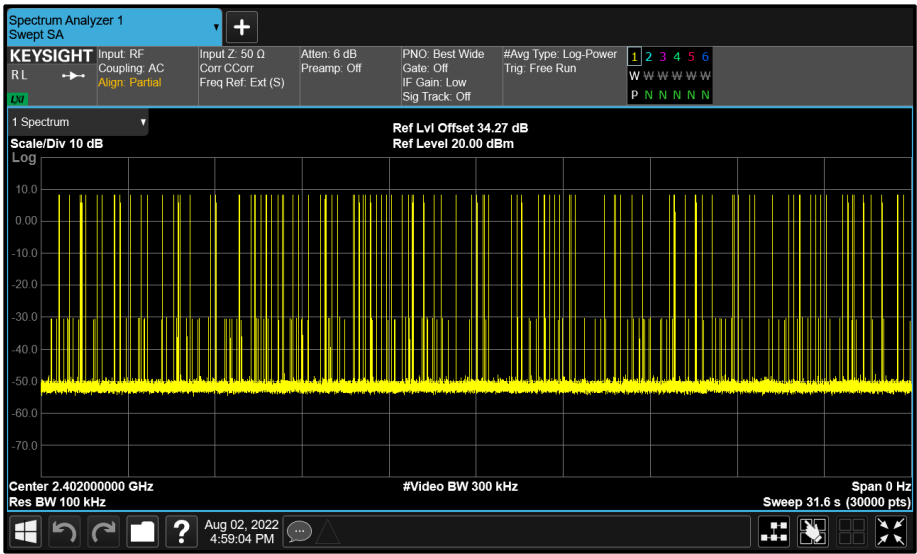 Spectrum Analyzer 1
Swept SA
+
KEYSIGHT Input: RF Input Z: 50 Ω Atten: 6 dB PNO: Best Wide #Avg Type: Log-Power 1 2 3 4 5 6
R L Coupling: AC Corr CCorr Preamp: Off Gate: Off Trig: Free Run W W W W W W
Align: Partial Freq Ref: Ext (S) IF Gain: Low P N N N N N
LXI Sig Track: Off
1 Spectrum
Ref Lvl Offset 34.27 dB
Scale/Div 10 dB Ref Level 20.00 dBm
Log
10.0
0.00
-10.0
-20.0
-30.0
-40.0
-50.0
-60.0
-70.0
Center 2.402000000 GHz #Video BW 300 kHz Span 0 Hz
Res BW 100 kHz Sweep 31.6 s (30000 pts)
? Aug 02, 2022
4:59:04 PM